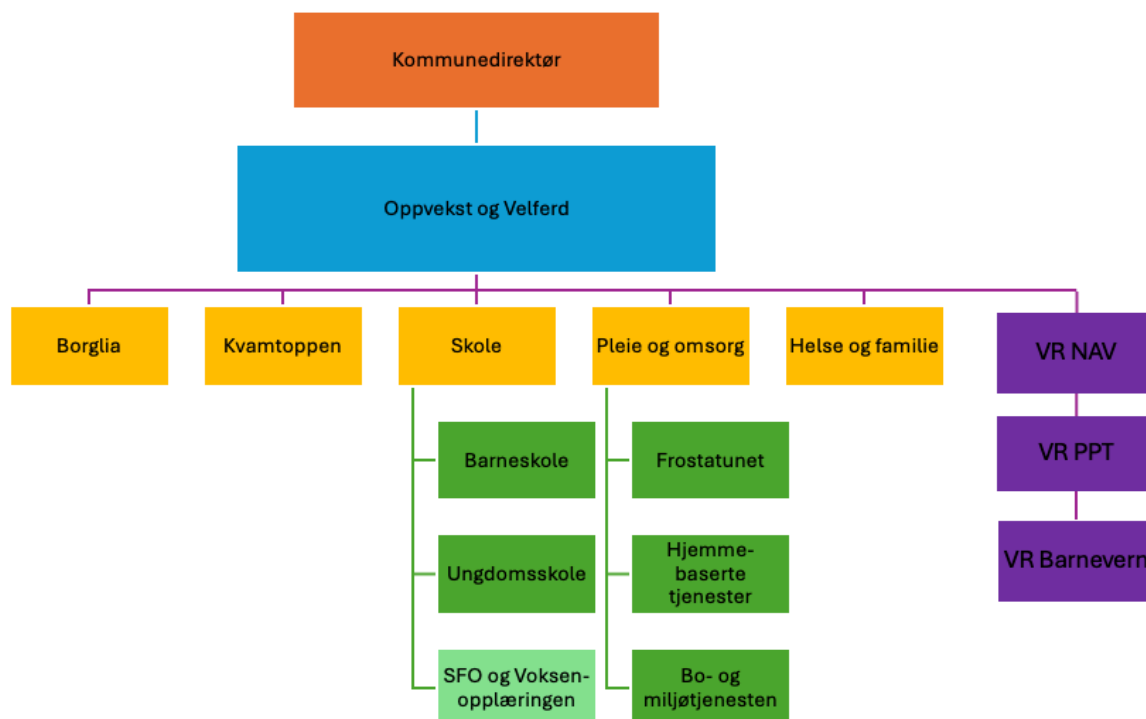 Kommunedirektør
Oppvekst og Velferd
Borglia
Kvamtoppen
Skole
Pleie og omsorg
Helse og familie
VR NAV
Barneskole
Frostatunet
VR PPT
Ungdomsskole
Hjemme-
baserte
tjenester
VR Barnevern
SFO og Voksen-
opplæringen
Bo- og
miljøtjenesten